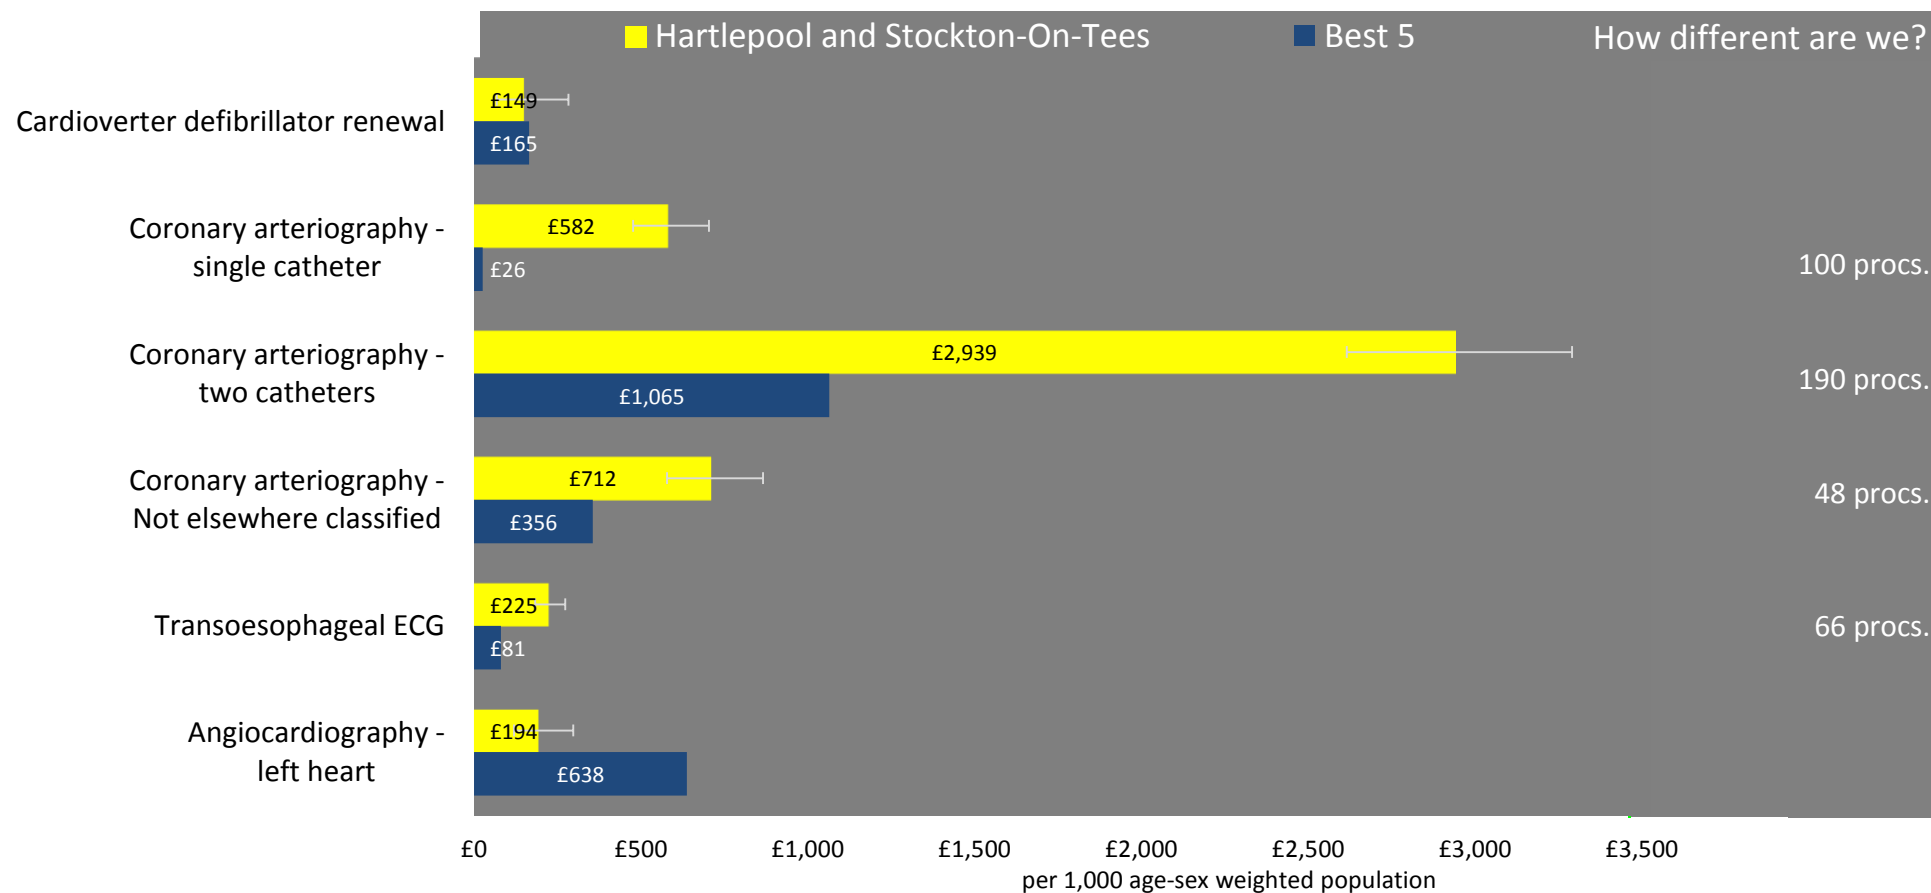 Hartlepool and Stockton-On-Tees
Best 5
How different are we?
Cardioverter defibrillator renewal
£149
£165
Coronary arteriography -
single catheter
£582
£26
100 procs.
Coronary arteriography -
two catheters
£2,939
£1,065
190 procs.
Coronary arteriography -
Not elsewhere classified
£712
£356
48 procs.
Transoesophageal ECG
£225
£81
66 procs.
Angiocardiography -
left heart
£194
£638
£0
£500
£1,000
£1,500
£2,000
£2,500
£3,000
£3,500
per 1,000 age-sex weighted population